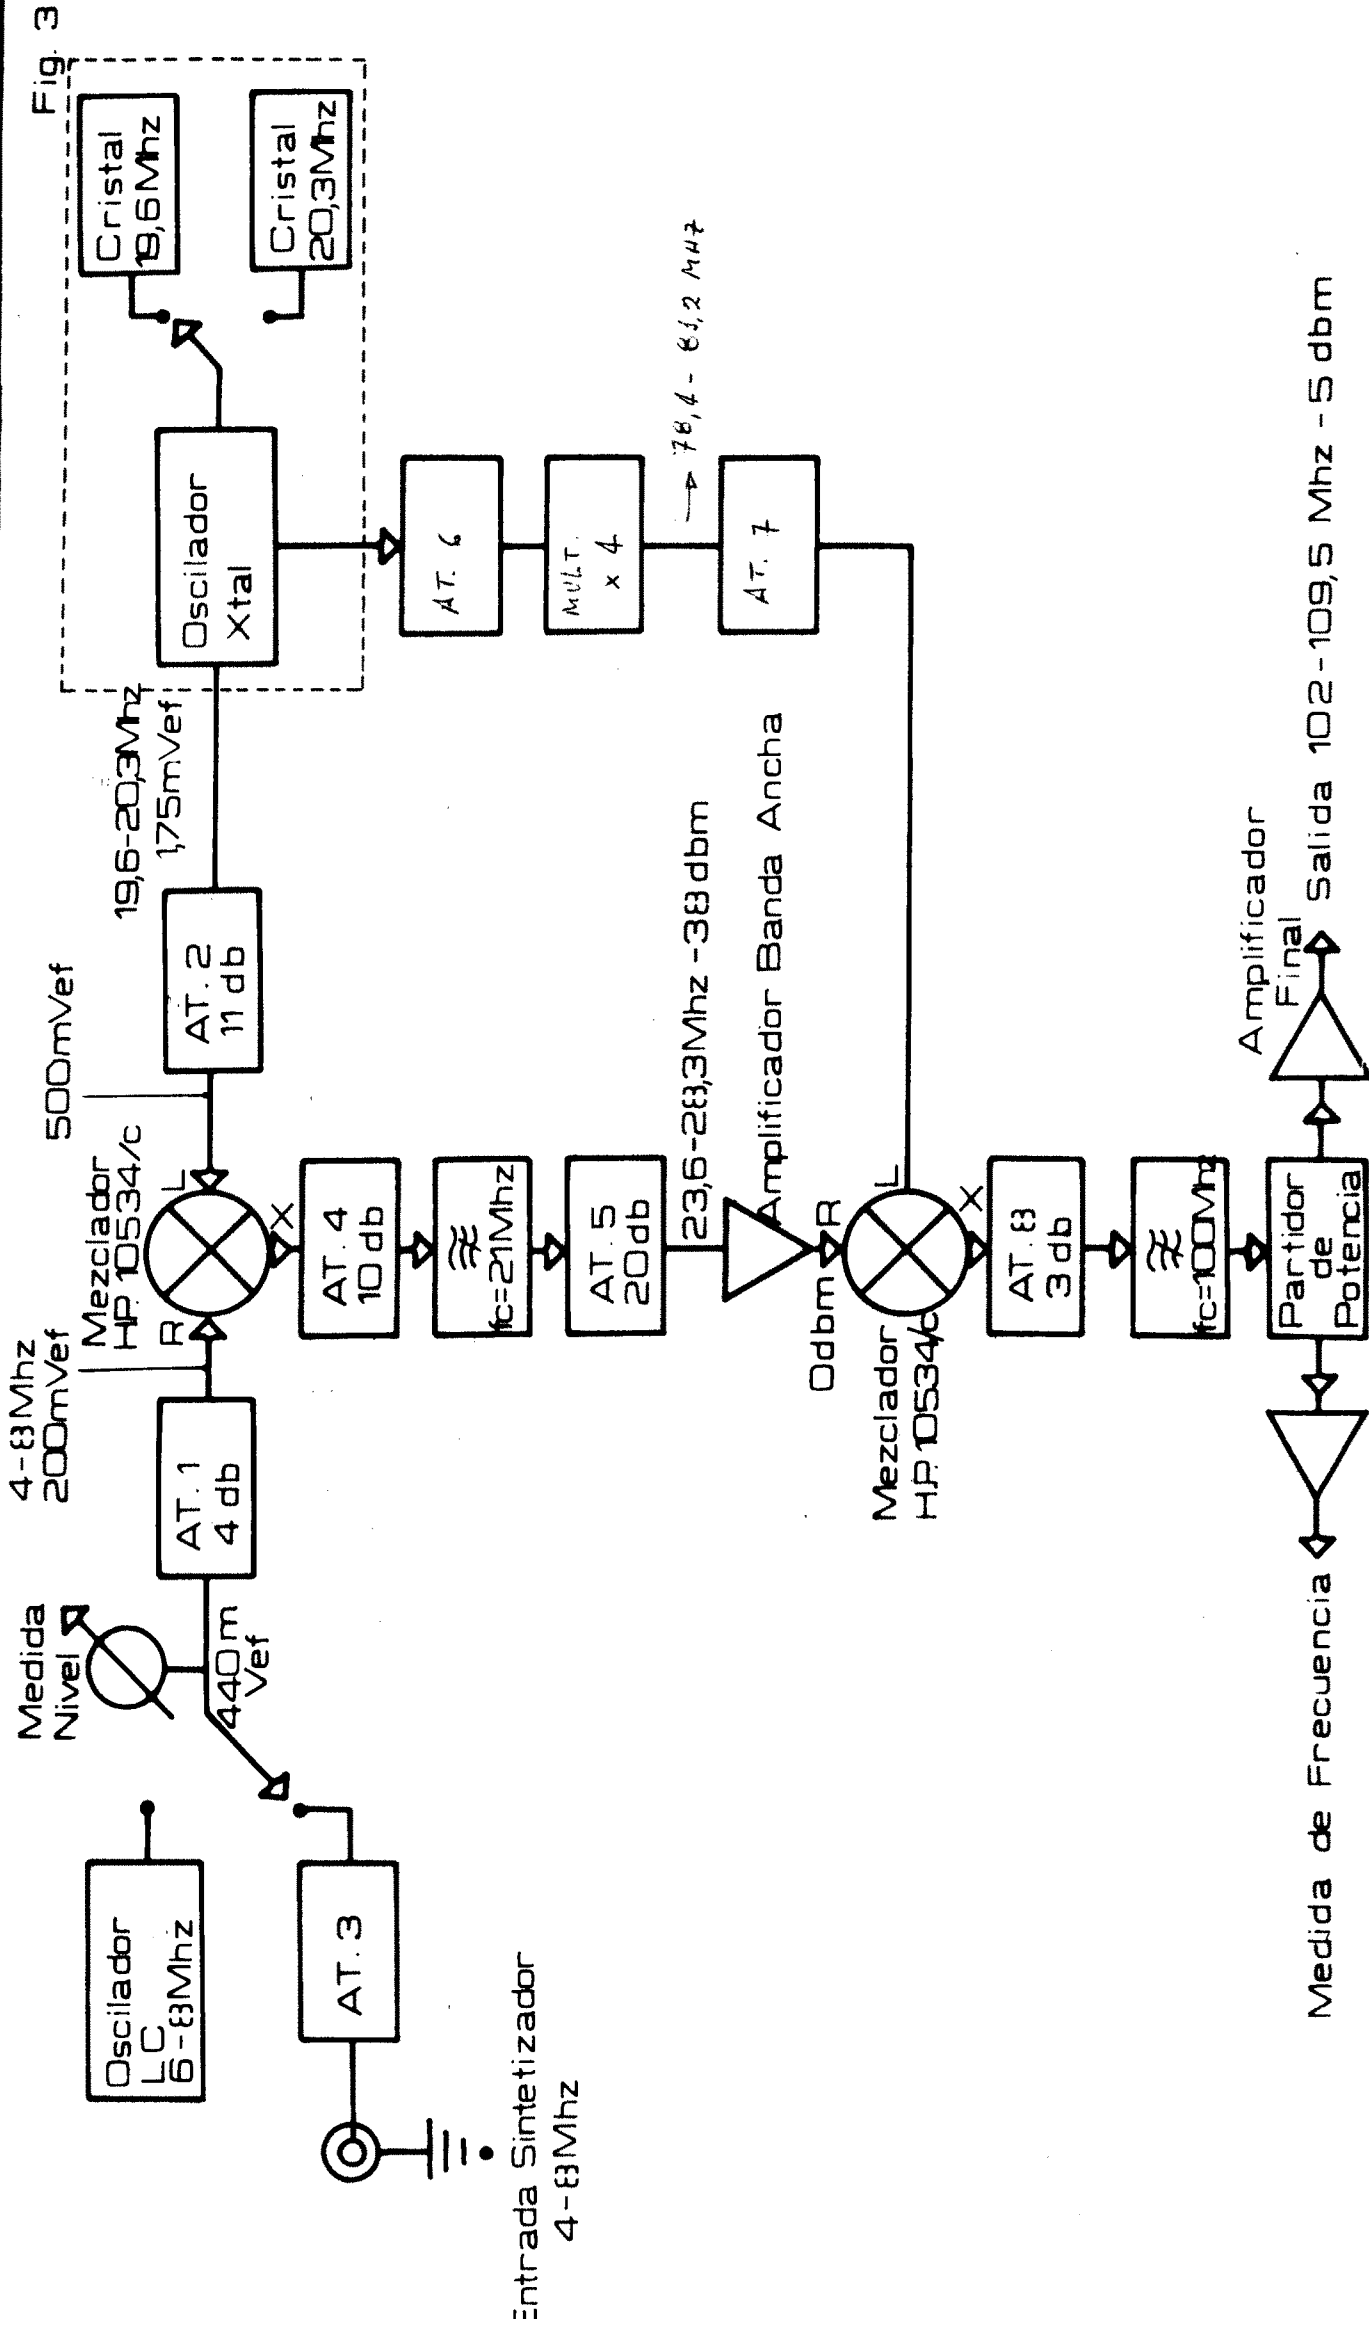 Fig. 3
Cristal
19,6Mhz
Cristal
20,3Mhz
Oscilador
Xtal
19,6-20,3Mhz
1,75mVef
AT. 2
11 db
500mVef
Mezclador
H.P. 10534/c
L
R
X
4-8Mhz
200mVef
AT. 1
4 db
Medida
Nivel
440m
Vef
Oscilador
LC
6-8Mhz
AT. 3
Entrada Sintetizador
4-8Mhz
AT. 4
10 db
fc=21Mhz
AT. 5
20db
23,6-28,3Mhz -38dbm
Amplificador Banda Ancha
AT. 6
MULT.
x 4
→ 78,4 - 81,2 MHZ
AT. 7
0dbm
R
L
X
Mezclador
H.P. 10534/c
AT. 8
3 db
fc=100Mhz
Partidor
de
Potencia
Amplificador
Final
Salida 102-109,5 Mhz -5 dbm
Medida de Frecuencia